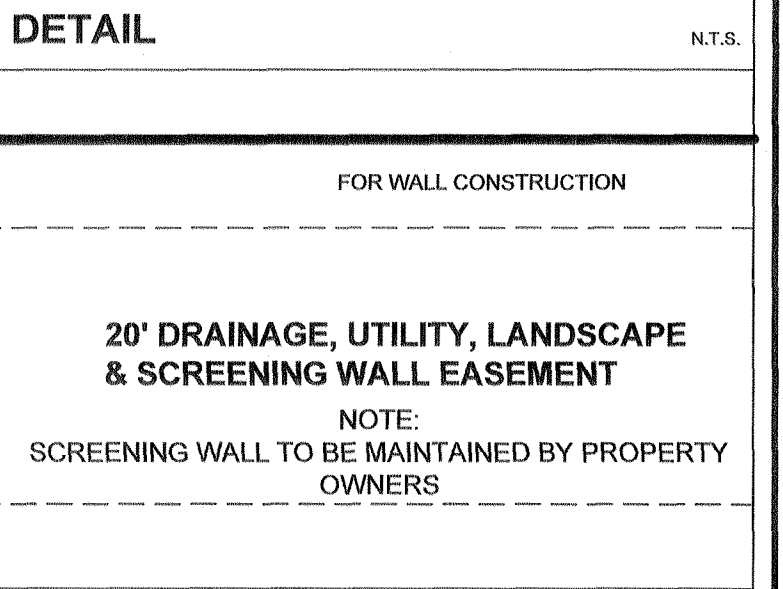 DETAIL
N.T.S.
FOR WALL CONSTRUCTION
20' DRAINAGE, UTILITY, LANDSCAPE
& SCREENING WALL EASEMENT
NOTE:
SCREENING WALL TO BE MAINTAINED BY PROPERTY
OWNERS